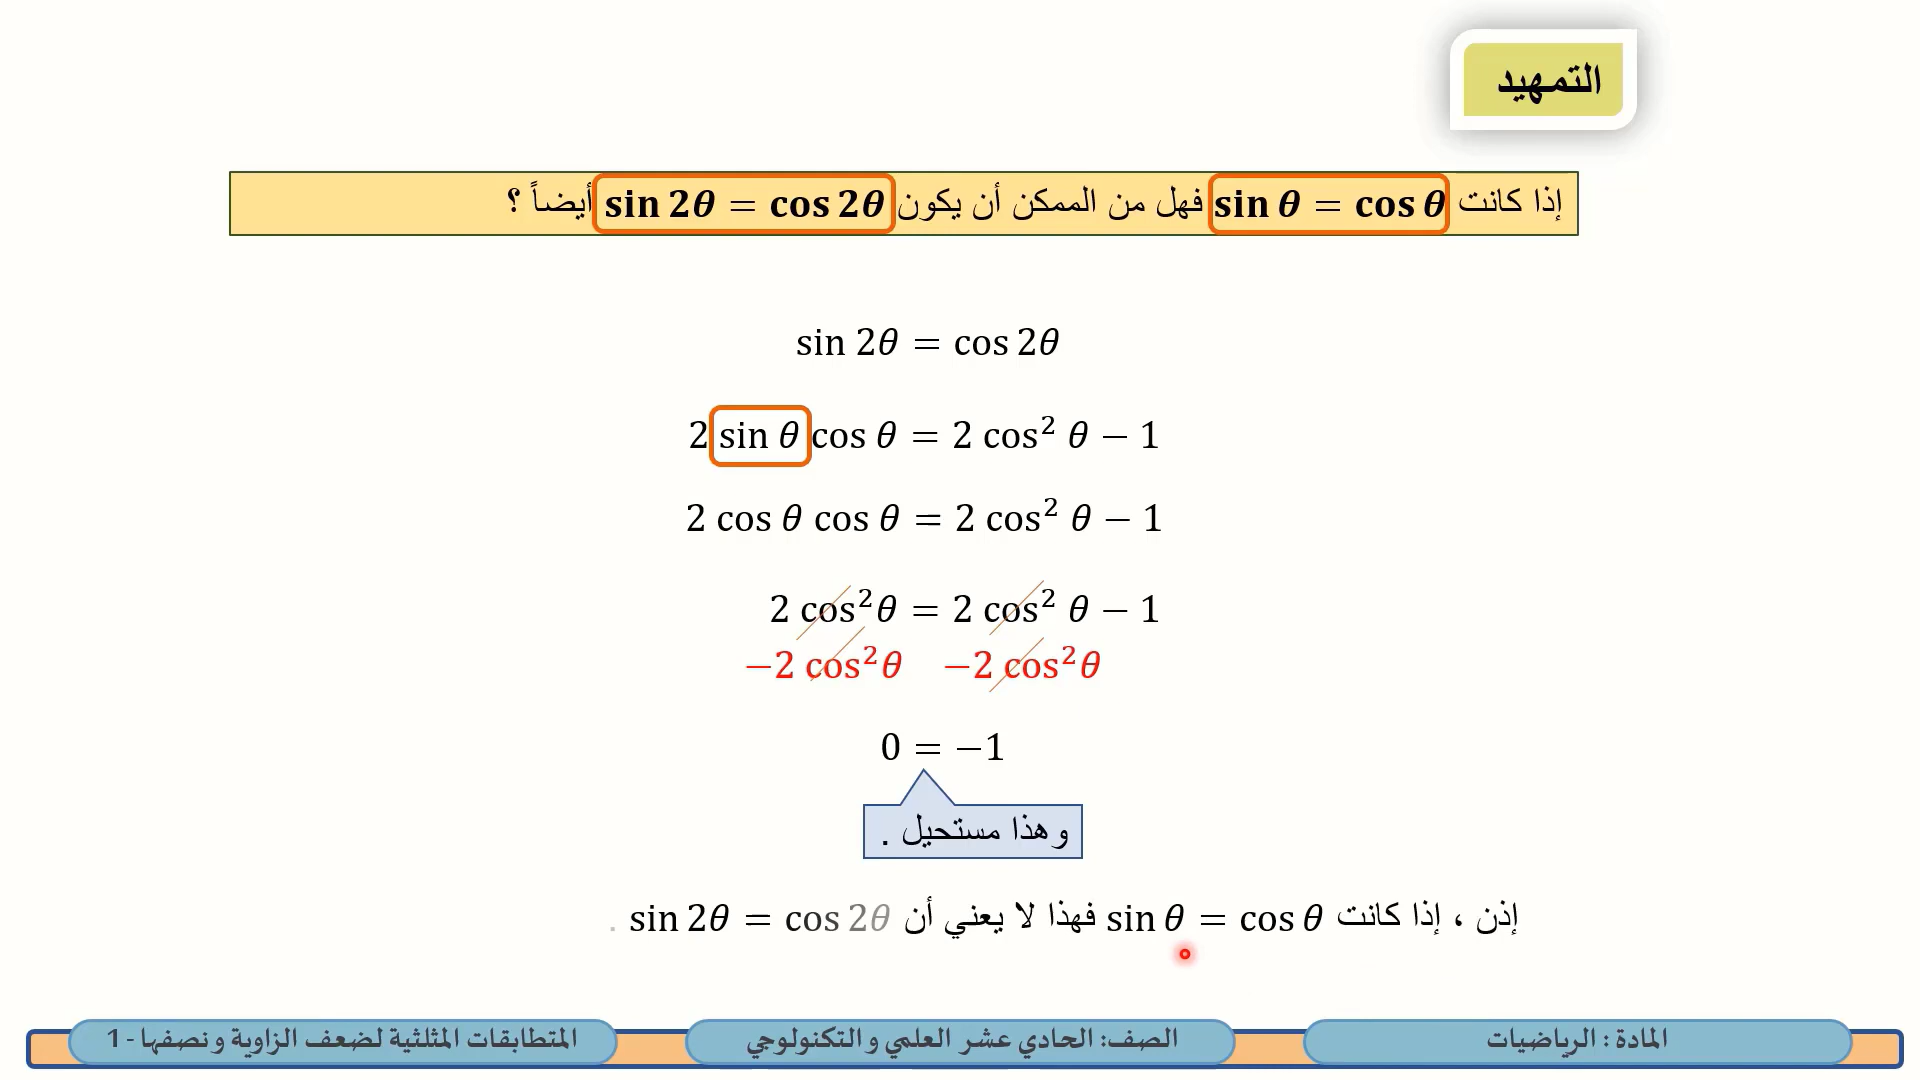 التمهيد
إذا كانت sin θ = cos θ فهل من الممكن أن يكون sin 2θ = cos 2θ أيضاً ؟
sin 2θ = cos 2θ
2 sin θ cos θ = 2 cos² θ − 1
2 cos θ cos θ = 2 cos² θ − 1
2 cos²θ = 2 cos² θ − 1
−2 cos²θ −2 cos²θ
0 = −1
وهذا مستحيل .
إذن ، إذا كانت sin θ = cos θ فهذا لا يعني أن sin 2θ = cos 2θ .
المادة : الرياضيات
الصف: الحادي عشر العلمي والتكنولوجي
المتطابقات المثلثية لضعف الزاوية ونصفها - 1